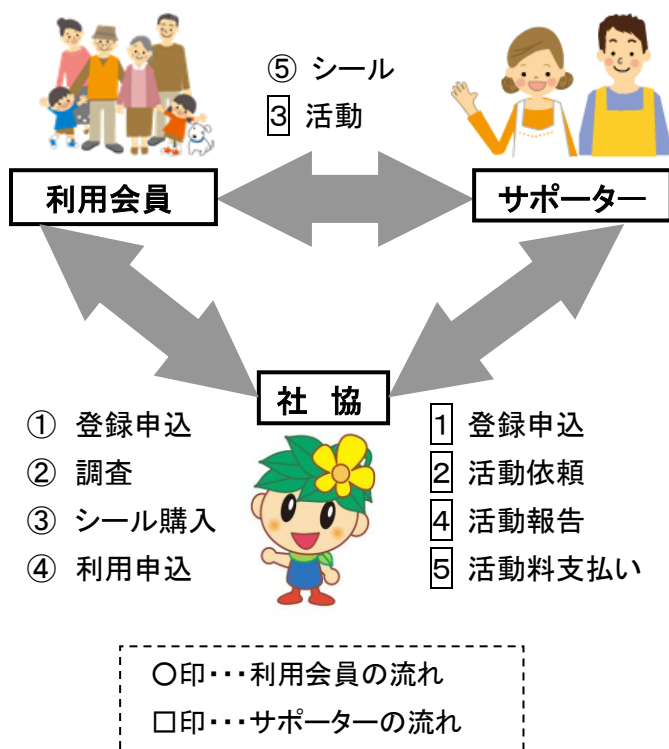 ⑤ シール
3 活動
利用会員
サポーター
社 協
① 登録申込
② 調査
③ シール購入
④ 利用申込
1 登録申込
2 活動依頼
4 活動報告
5 活動料支払い
〇印・・・利用会員の流れ
□印・・・サポーターの流れ